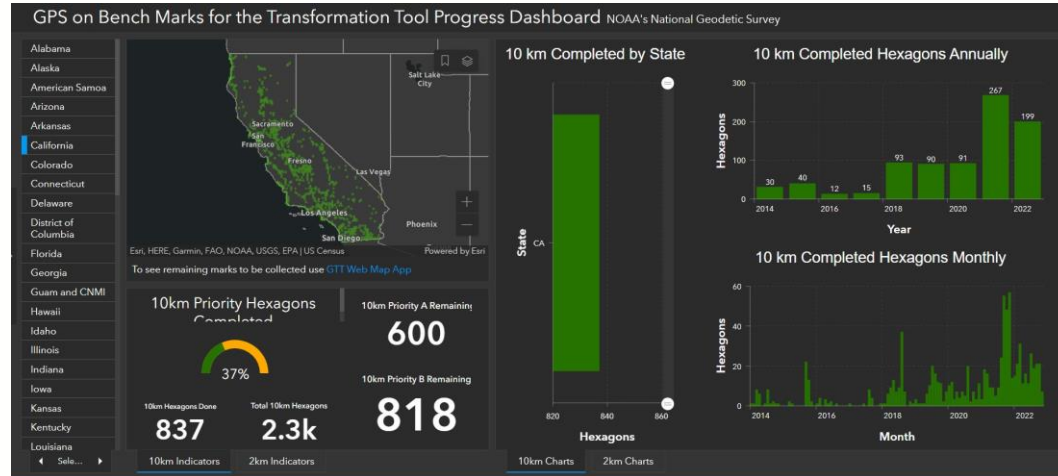 GPS on Bench Marks for the Transformation Tool Progress Dashboard NOAA's National Geodetic Survey
Alabama
Alaska
American Samoa
Arizona
Arkansas
California
Colorado
Connecticut
Delaware
District of
Columbia
Florida
Georgia
Guam and CNMI
Hawaii
Idaho
Illinois
Indiana
Iowa
Kansas
Kentucky
Louisiana
Sele...
Salt Lake
City
Sacramento
San
Francisco
Fresno
Las Vegas
Los Angeles
Phoenix
San Diego
Esri, HERE, Garmin, FAO, NOAA, USGS, EPA | US Census
Powered by Esri
To see remaining marks to be collected use GTT Web Map App
10km Priority Hexagons
Completed
37%
10km Hexagons Done
837
Total 10km Hexagons
2.3k
10km Priority A Remaining
600
10km Priority B Remaining
818
10km Indicators
2km Indicators
10 km Completed by State
State
CA
820
840
860
Hexagons
10km Charts
2km Charts
10 km Completed Hexagons Annually
Hexagons
300
200
100
0
30
40
12
15
93
90
91
267
199
2014
2016
2018
2020
2022
Year
10 km Completed Hexagons Monthly
Hexagons
60
40
20
0
2014
2016
2018
2020
2022
Month